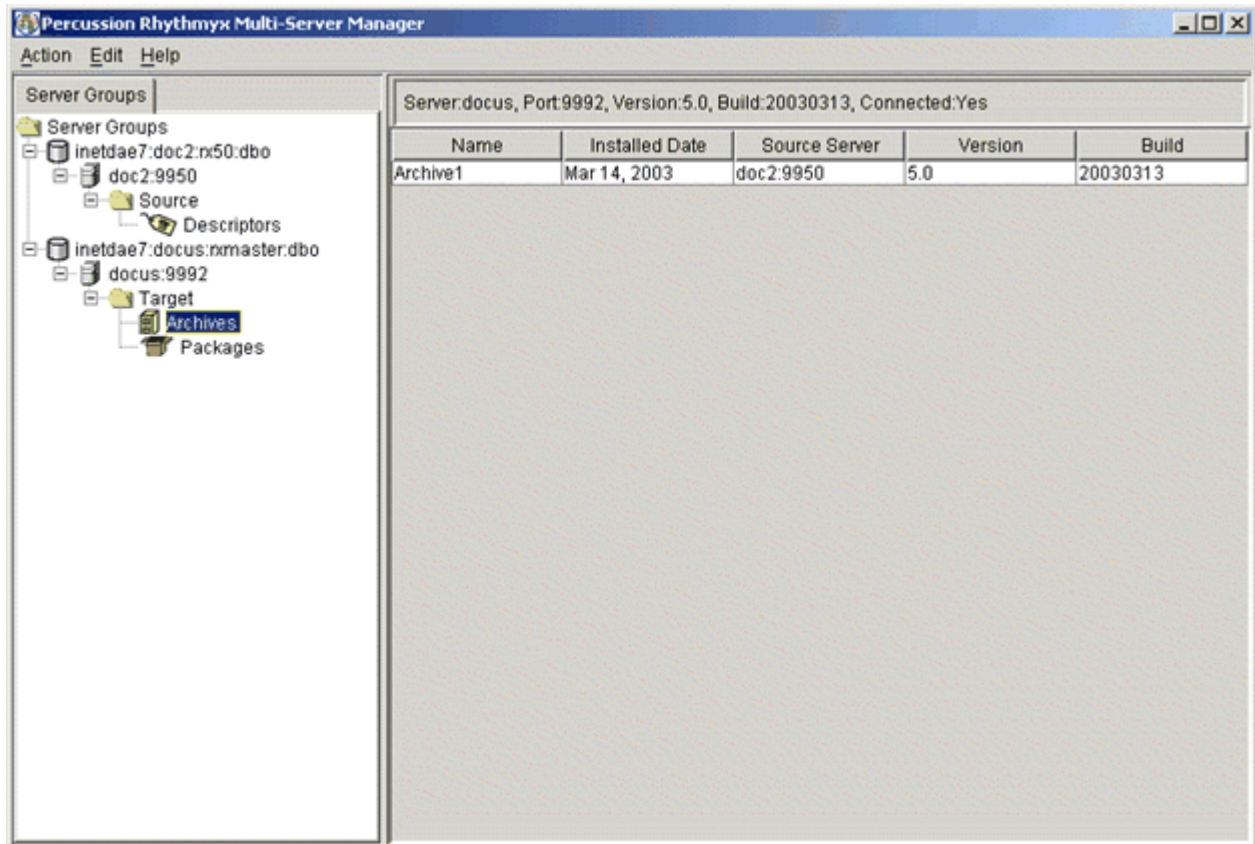 Percussion Rhythmyx Multi-Server Manager
Action Edit Help
Server Groups
Server Groups
inetdae7:doc2:rx50:dbo
doc2:9950
Source
Descriptors
inetdae7:docus:rxmaster:dbo
docus:9992
Target
Archives
Packages
Server:docus, Port:9992, Version:5.0, Build:20030313, Connected:Yes
Name Installed Date Source Server Version Build
Archive1 Mar 14, 2003 doc2:9950 5.0 20030313